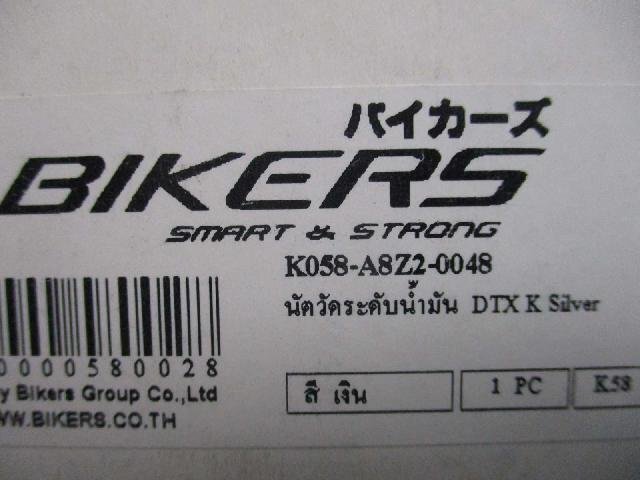 バイカーズ
BIKERS
SMART & STRONG
K058-A8Z2-0048
นัตวัดระดับน้ำมัน DTX K Silver
0000580028
y Bikers Group Co.,Ltd
WW.BIKERS.CO.TH
สี เงิน
1 PC
K58